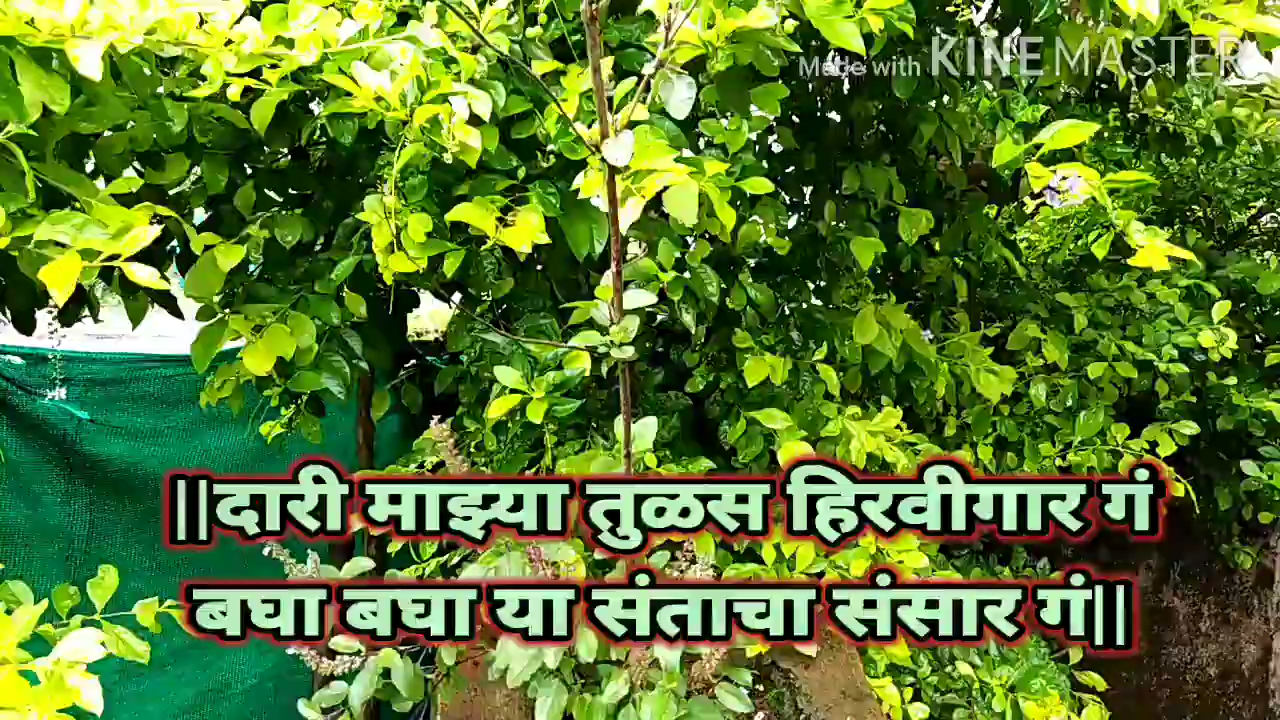 Made with KINEMASTER
||दारी माझ्या तुळस हिरवीगार गं
बघा बघा या संताचा संसार गं||